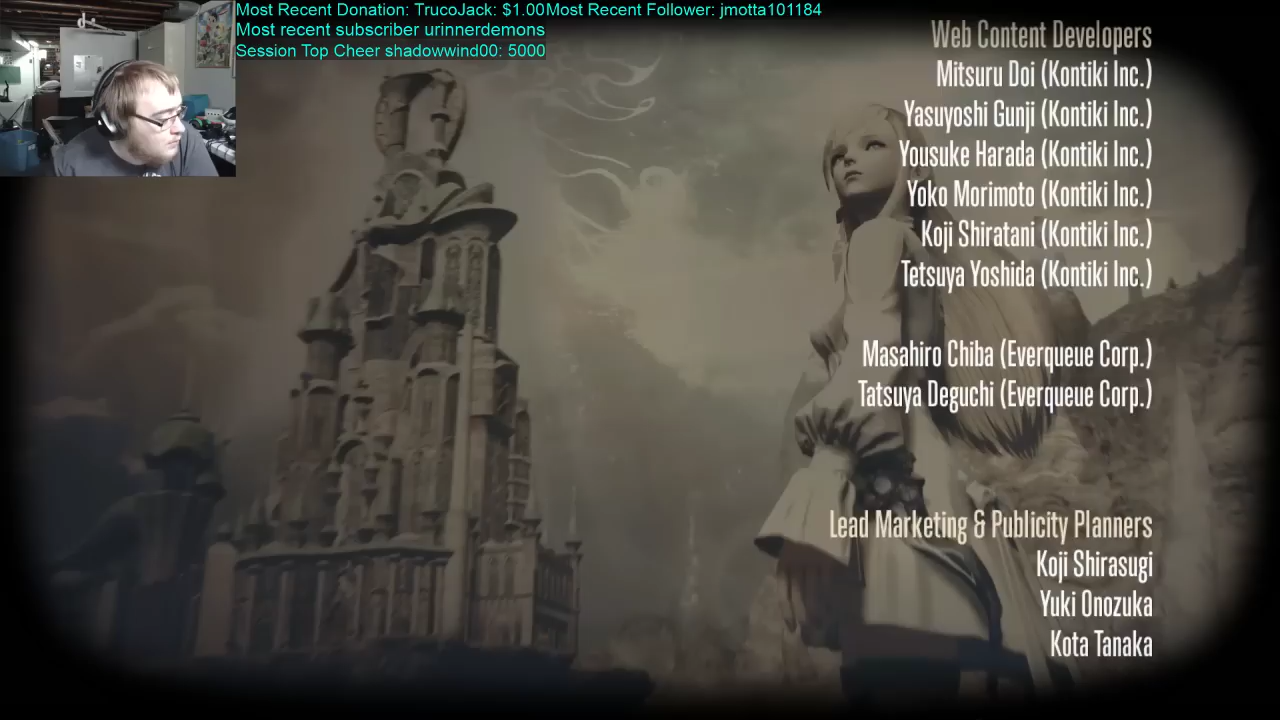 Most Recent Donation: TrucoJack: $1.00Most Recent Follower: jmotta101184
Most recent subscriber urinnerdemons
Session Top Cheer shadowwind00: 5000
Web Content Developers
Mitsuru Doi (Kontiki Inc.)
Yasuyoshi Gunji (Kontiki Inc.)
Yousuke Harada (Kontiki Inc.)
Yoko Morimoto (Kontiki Inc.)
Koji Shiratani (Kontiki Inc.)
Tetsuya Yoshida (Kontiki Inc.)
Masahiro Chiba (Everqueue Corp.)
Tatsuya Deguchi (Everqueue Corp.)
Lead Marketing & Publicity Planners
Koji Shirasugi
Yuki Onozuka
Kota Tanaka